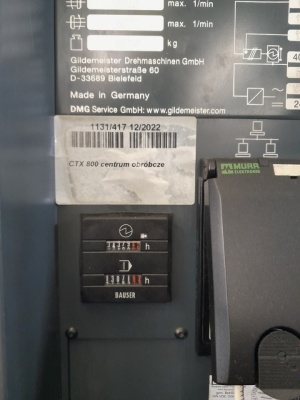 max. 1/min
max. 1/min
kg
Gildemeister Drehmaschinen GmbH
Gildemeisterstraße 60
D-33689 Bielefeld
Made in Germany
DMG Service GmbH: www.gildemeister.com
1131/417 12/2022
CTX 800 centrum obróbcze
MURR
ELEKTRONIK
h
h
BAUSER